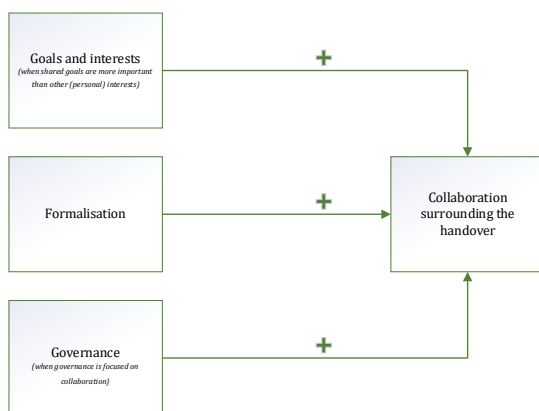 Goals and interests
(when shared goals are more important
than other (personal) interests)
+
Formalisation
+
Collaboration
surrounding the
handover
Governance
(when governance is focused on
collaboration)
+